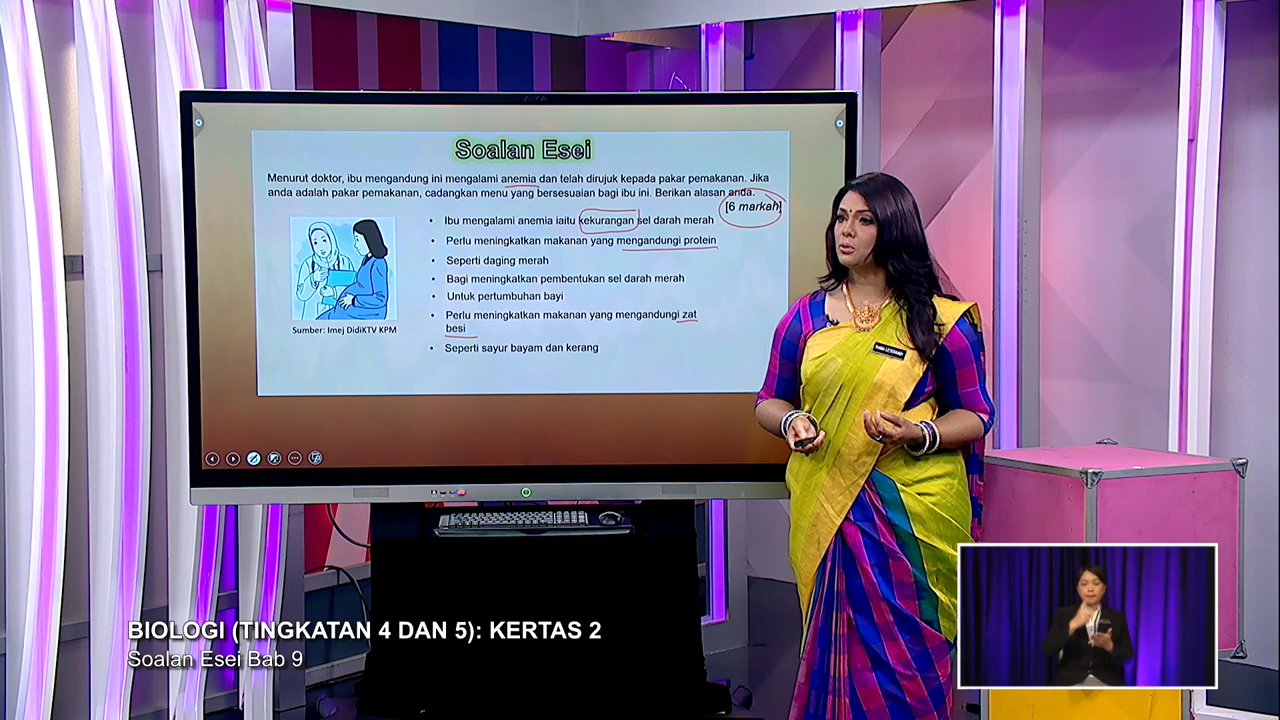 Soalan Esei
Menurut doktor, ibu mengandung ini mengalami anemia dan telah dirujuk kepada pakar pemakanan. Jika
anda adalah pakar pemakanan, cadangkan menu yang bersesuaian bagi ibu ini. Berikan alasan anda.
[6 markah]
• Ibu mengalami anemia iaitu kekurangan sel darah merah
• Perlu meningkatkan makanan yang mengandungi protein
• Seperti daging merah
• Bagi meningkatkan pembentukan sel darah merah
• Untuk pertumbuhan bayi
• Perlu meningkatkan makanan yang mengandungi zat
besi
• Seperti sayur bayam dan kerang
Sumber: Imej DidiKTV KPM
BIOLOGI (TINGKATAN 4 DAN 5): KERTAS 2
Soalan Esei Bab 9